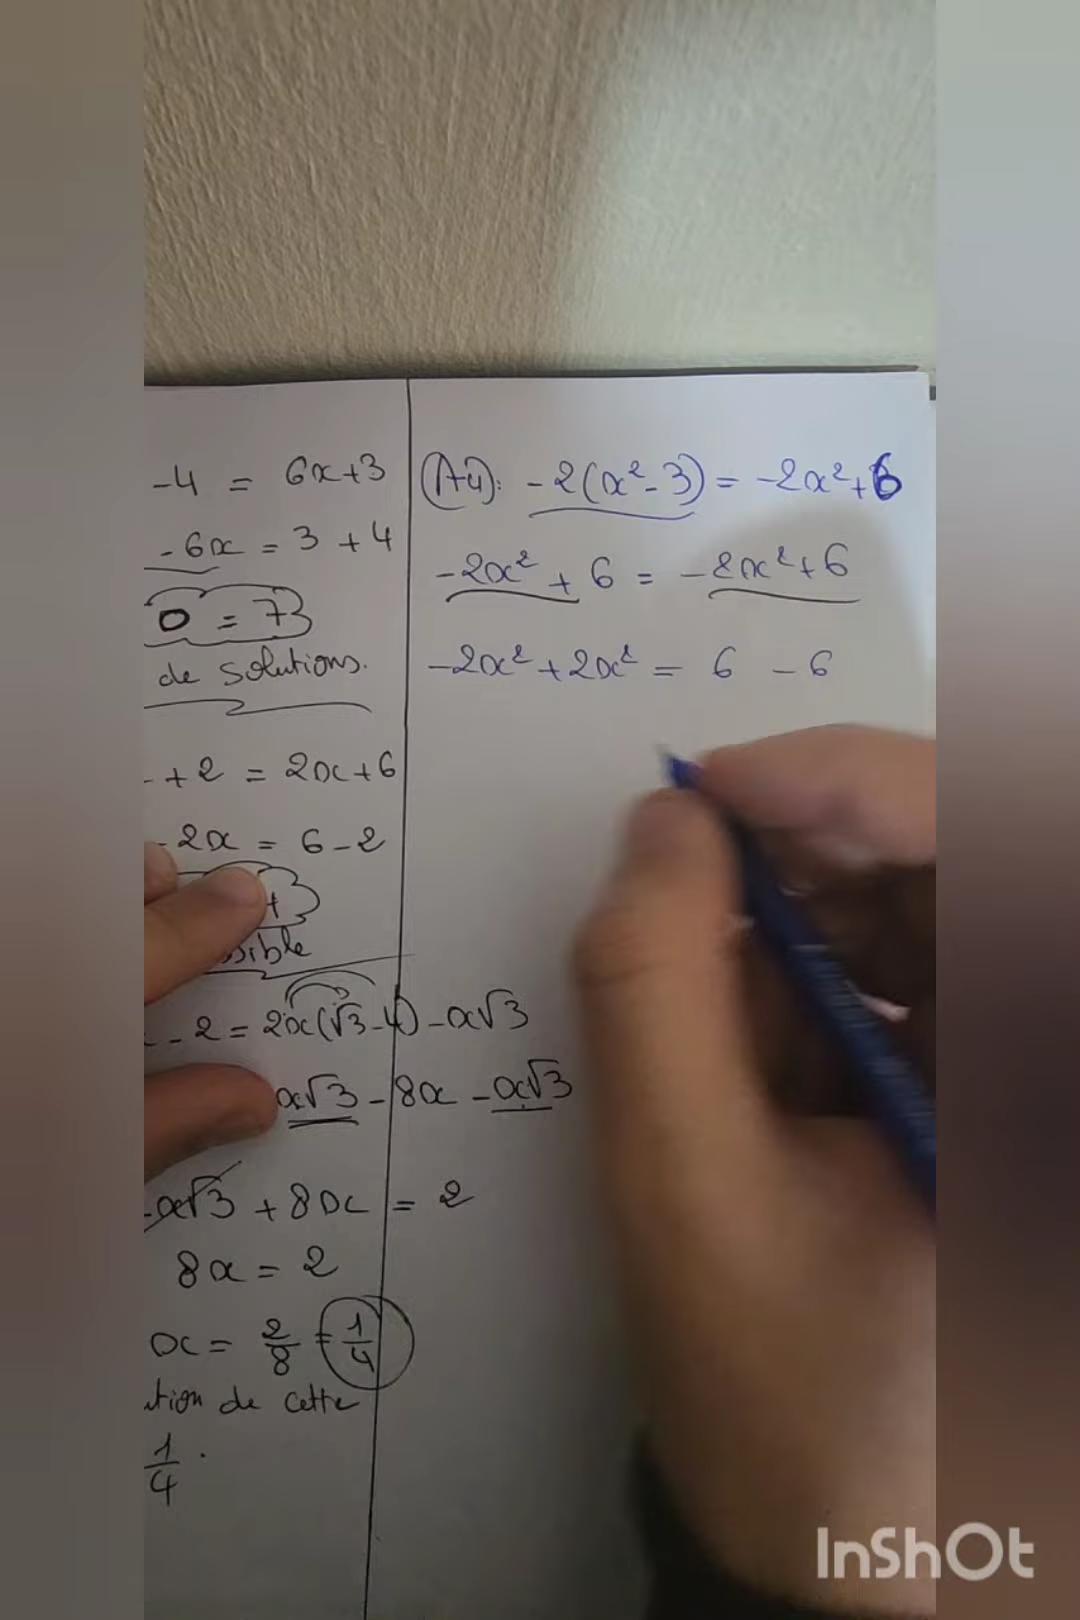 -4 = 6x+3
-6x = 3 + 4
0 = 7
de solutions.
+2 = 2x+6
-2x = 6-2
-2 = 2x(√3-4)-x√3
x√3 - 8x - x√3
-x√3 + 8x = 2
8x = 2
x = 2/8 = 1/4
de cette
1/4.
A4: -2(x²-3) = -2x²+6
-2x² + 6 = -2x²+6
-2x²+2x² = 6 - 6
InShOt